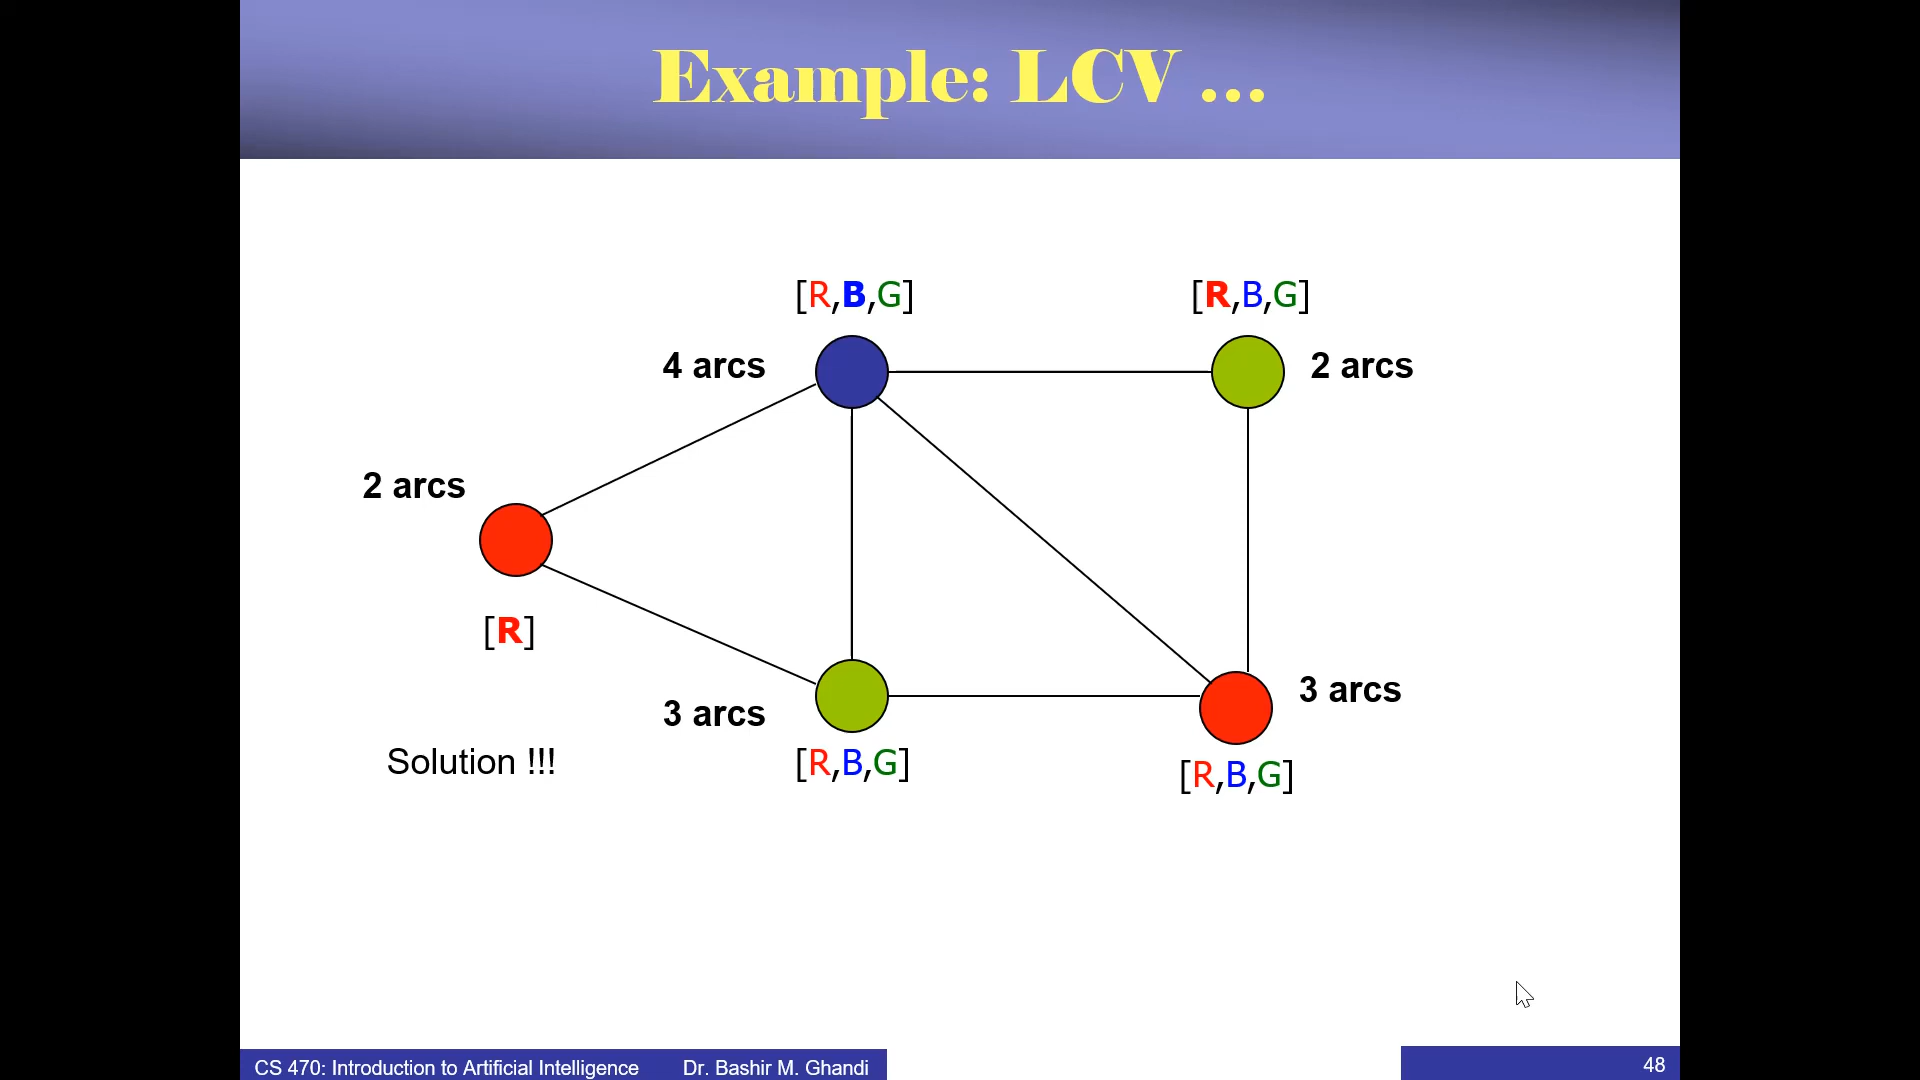 Example: LCV ...
[R,B,G]
[R,B,G]
4 arcs
2 arcs
2 arcs
[R]
3 arcs
3 arcs
Solution !!!
[R,B,G]
[R,B,G]
CS 470: Introduction to Artificial Intelligence
Dr. Bashir M. Ghandi
48